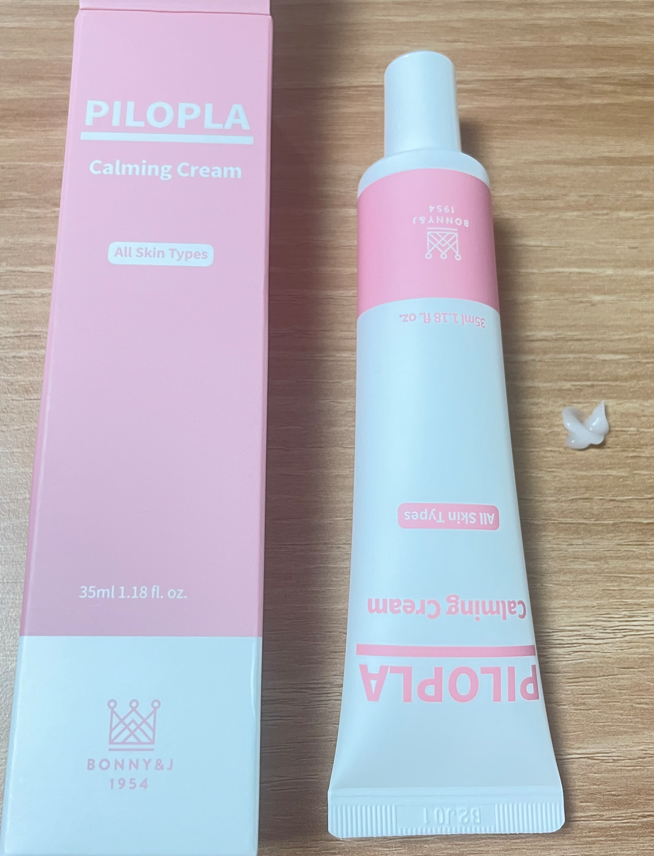 PILOPLA
Calming Cream
All Skin Types
35ml 1.18 fl. oz.
BONNY&J
1954
PILOPLA
Calming Cream
All Skin Types
35ml 1.18 fl. oz.
BONNY&J
1954